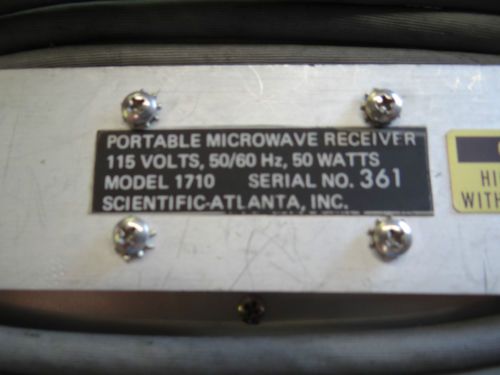 PORTABLE MICROWAVE RECEIVER
115 VOLTS, 50/60 Hz, 50 WATTS
MODEL 1710 SERIAL NO. 361
SCIENTIFIC-ATLANTA, INC.